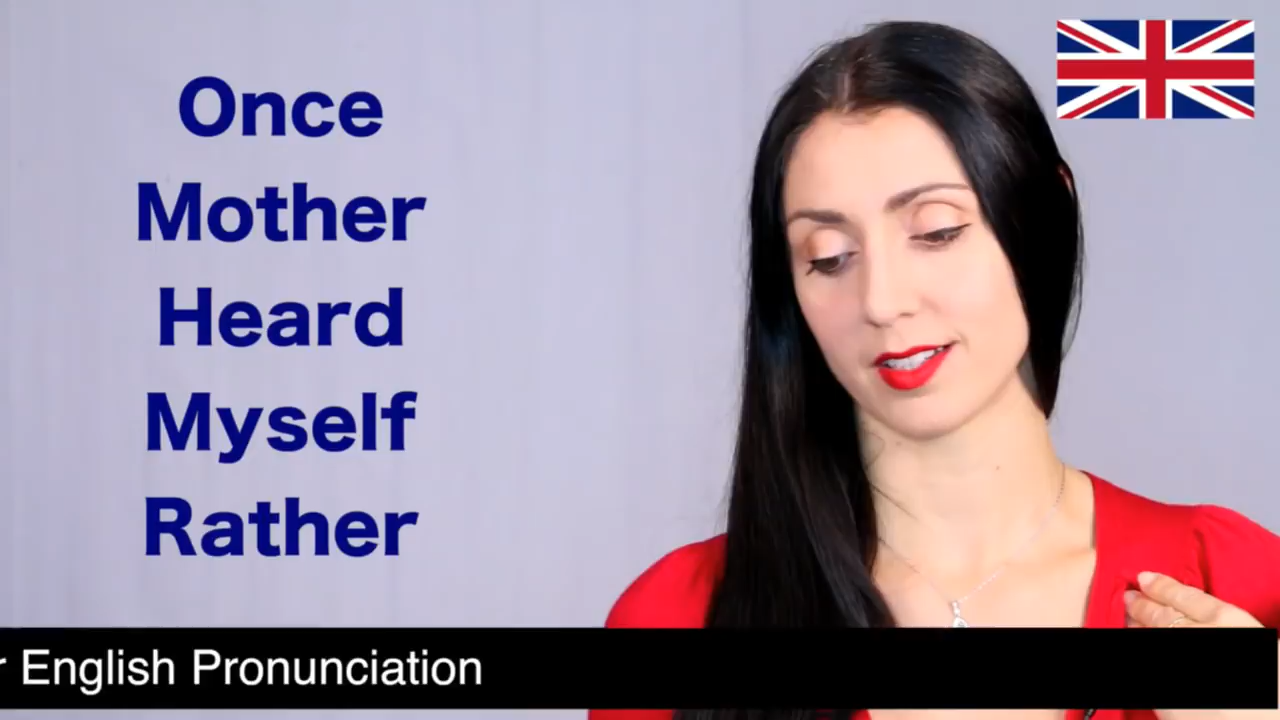 Once
Mother
Heard
Myself
Rather
English Pronunciation